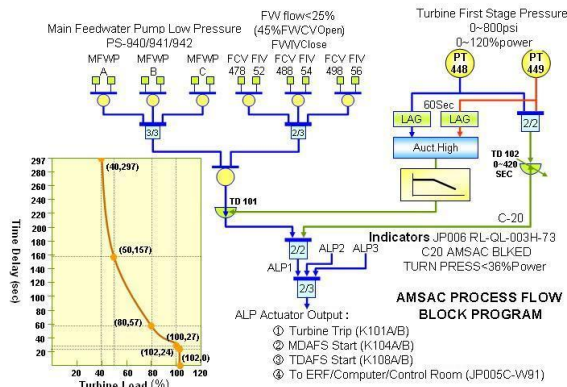 FW flow<25%
(45%FWCVOpen)
FWIVClose
Main Feedwater Pump Low Pressure
PS-940/941/942
Turbine First Stage Pressure
0~800psi
0~120%power
MFWP A
MFWP B
MFWP C
FCV 478
FIV 52
FCV 488
FIV 54
FCV 498
FIV 56
PT 448
PT 449
60Sec
LAG
LAG
2/2
3/3
2/3
Auct.High
TD 102
0~420
SEC
TD 101
C-20
2/2
Indicators JP006 RL-QL-003H-73
C20 AMSAC BLKED
TURN PRESS<36%Power
ALP1
ALP2
ALP3
2/3
AMSAC PROCESS FLOW
BLOCK PROGRAM
ALP Actuator Output :
① Turbine Trip (K101A/B)
② MDAFS Start (K104A/B)
③ TDAFS Start (K108A/B)
④ To ERF/Computer/Control Room (JP005C-W91)
Time Delay (sec)
297
280
260
240
220
200
180
160
140
120
100
80
60
40
20
(40,297)
(50,157)
(80,57)
(100,27)
(102,24)
(102,0)
0 20 40 60 80 100 120
Turbine Load (%)